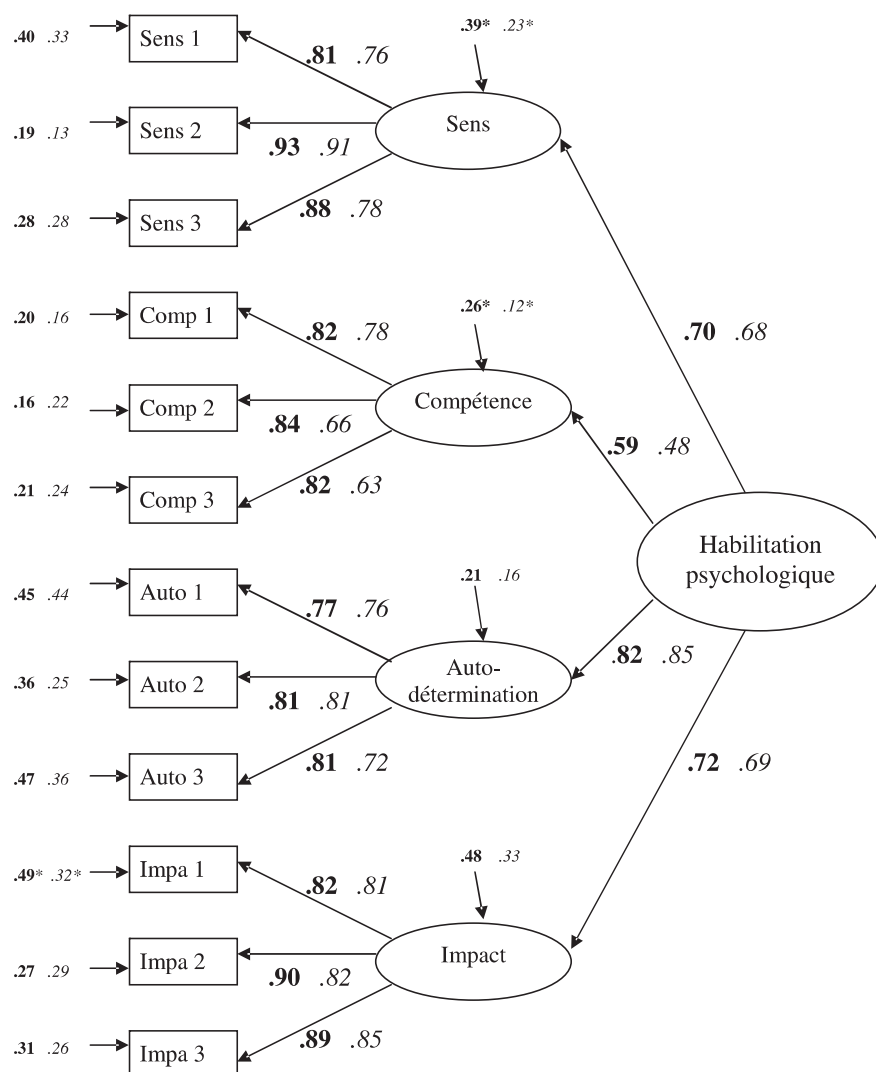 .40 .33
Sens 1
.81 .76
.39* .23*
Sens
.19 .13
Sens 2
.93 .91
.28 .28
Sens 3
.88 .78
.70 .68
.20 .16
Comp 1
.82 .78
.26* .12*
Compétence
.16 .22
Comp 2
.84 .66
.59 .48
.21 .24
Comp 3
.82 .63
Habilitation
psychologique
.45 .44
Auto 1
.77 .76
.21 .16
Auto-
détermination
.82 .85
.36 .25
Auto 2
.81 .81
.47 .36
Auto 3
.81 .72
.72 .69
.49* .32*
Impa 1
.82 .81
.48 .33
Impact
.27 .29
Impa 2
.90 .82
.31 .26
Impa 3
.89 .85